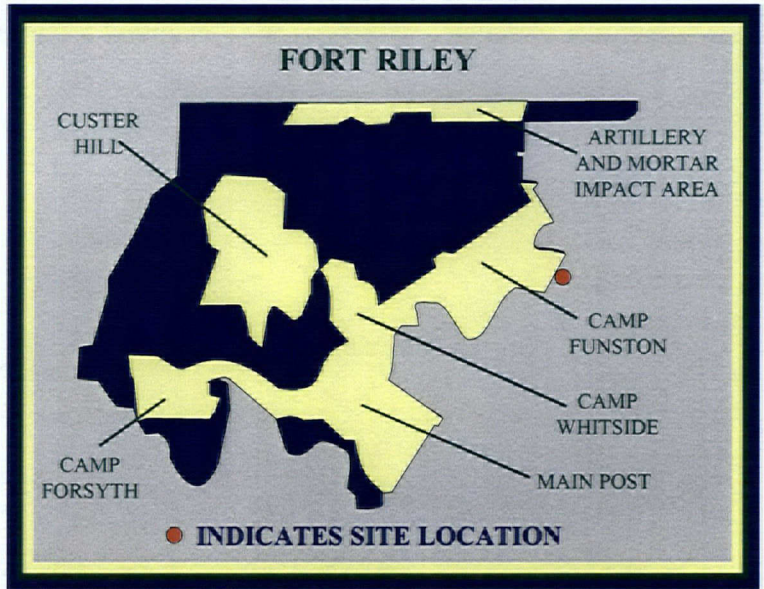 FORT RILEY
CUSTER
HILL
ARTILLERY
AND MORTAR
IMPACT AREA
CAMP
FUNSTON
CAMP
WHITSIDE
MAIN POST
CAMP
FORSYTH
INDICATES SITE LOCATION